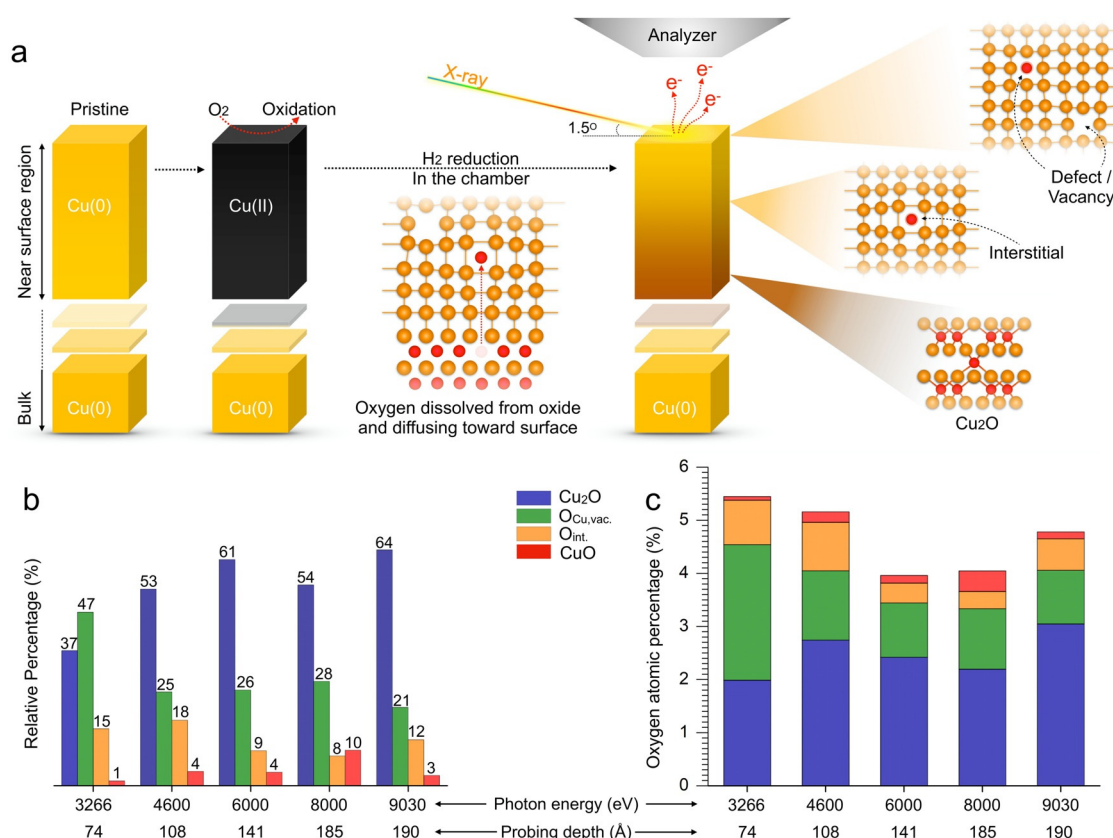 a
Pristine
O2
Oxidation
Near surface region
Bulk
Cu(0)
Cu(0)
Cu(II)
Cu(0)
H2 reduction
In the chamber
Oxygen dissolved from oxide
and diffusing toward surface
X-ray
1.5o
Analyzer
e-
e-
e-
Cu(0)
Defect /
Vacancy
Interstitial
Cu2O
b
Relative Percentage (%)
37
47
15
1
53
25
18
4
61
26
9
4
54
28
8
10
64
21
12
3
3266
4600
6000
8000
9030
74
108
141
185
190
Cu2O
OCu,vac.
Oint.
CuO
Photon energy (eV)
Probing depth (Å)
c
Oxygen atomic percentage (%)
6
5
4
3
2
1
0
3266
4600
6000
8000
9030
74
108
141
185
190